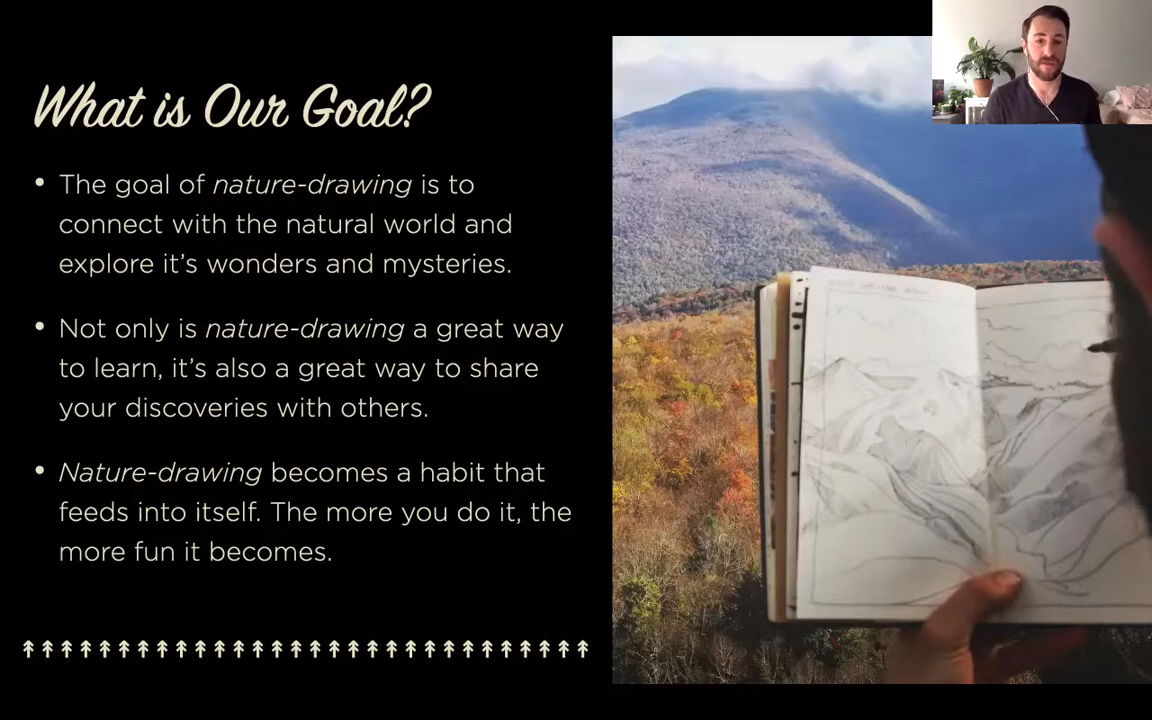 What is Our Goal?
• The goal of nature-drawing is to
connect with the natural world and
explore it's wonders and mysteries.
• Not only is nature-drawing a great way
to learn, it's also a great way to share
your discoveries with others.
• Nature-drawing becomes a habit that
feeds into itself. The more you do it, the
more fun it becomes.